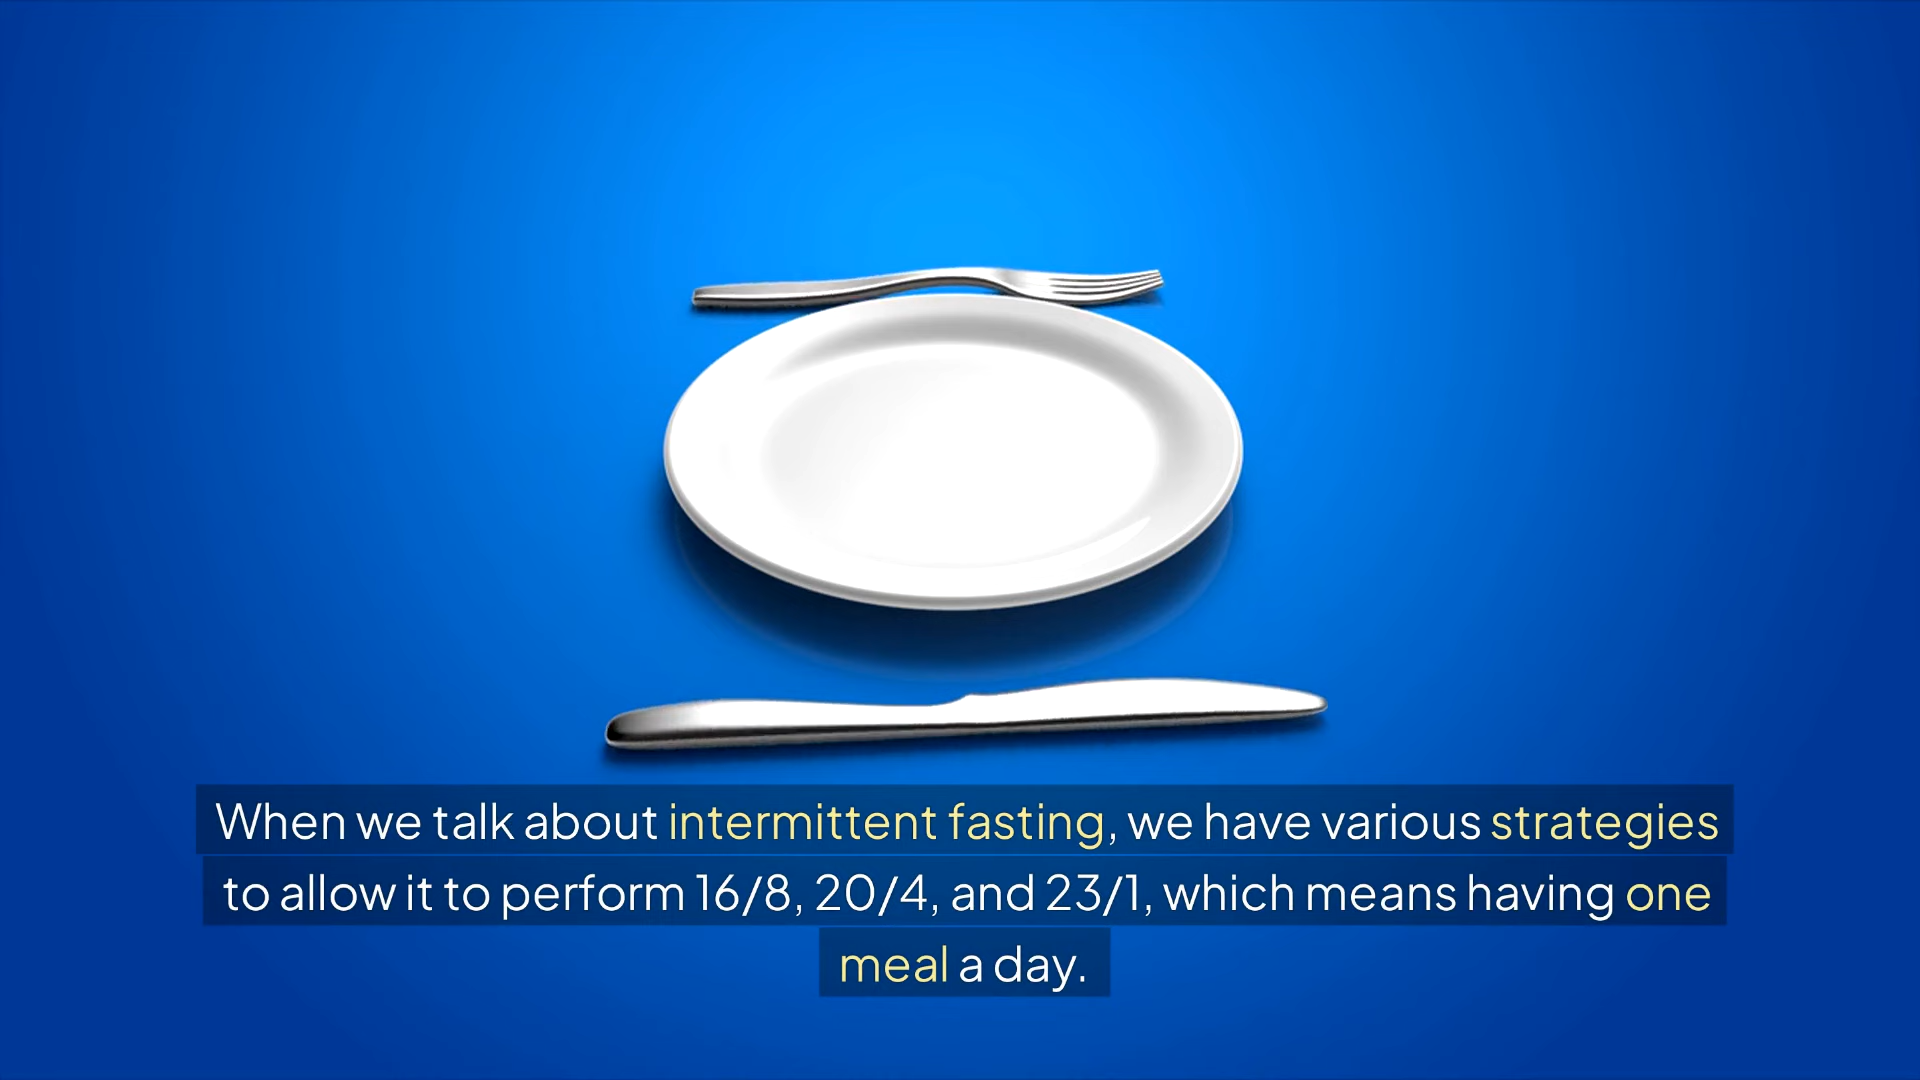 When we talk about intermittent fasting, we have various strategies
to allow it to perform 16/8, 20/4, and 23/1, which means having one
meal a day.